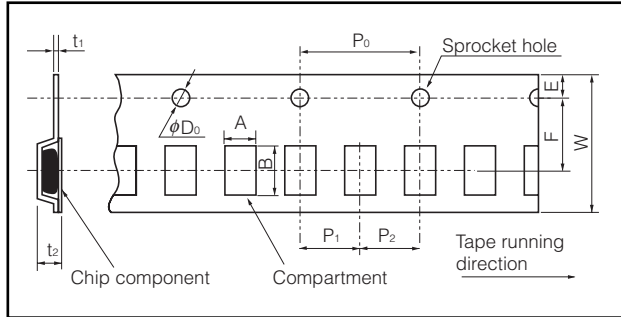 t1
P0
Sprocket hole
E
A
F
W
ϕD0
B
t2
P1
P2
Tape running
direction
Chip component
Compartment